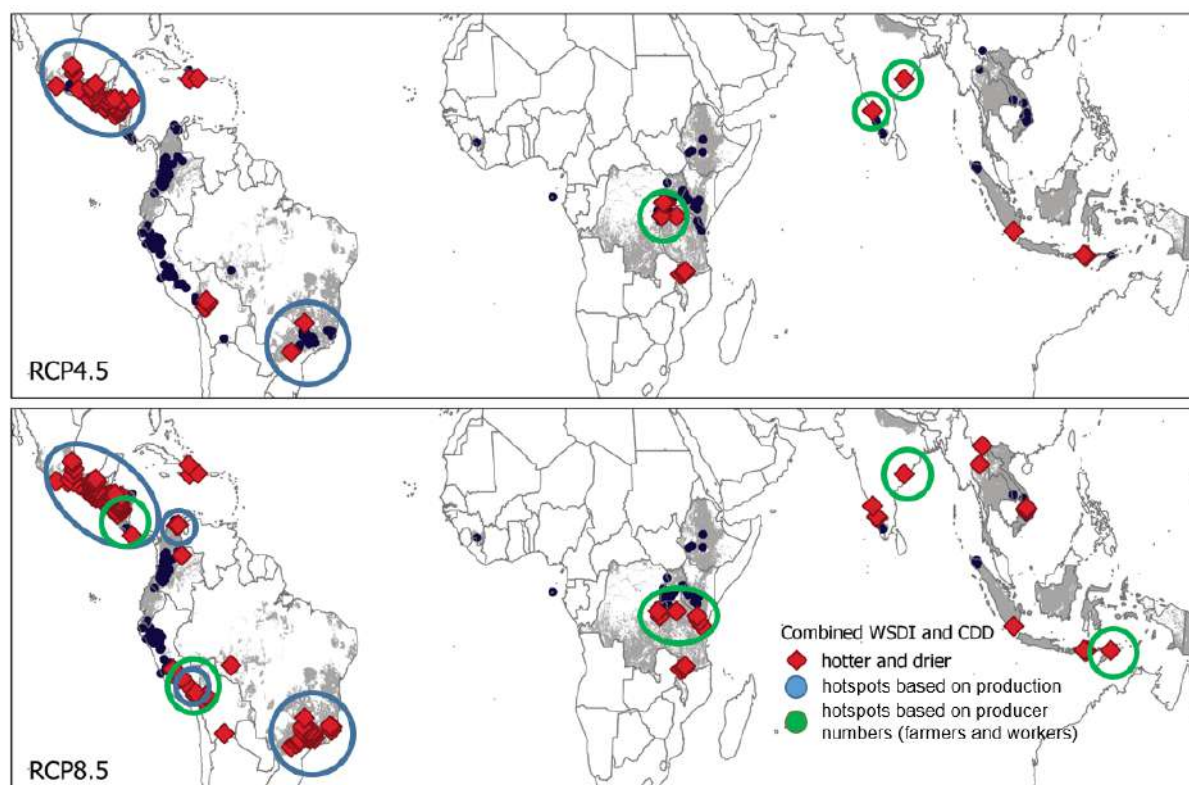 RCP4.5
Combined WSDI and CDD
hotter and drier
hotspots based on production
hotspots based on producer
numbers (farmers and workers)
RCP8.5